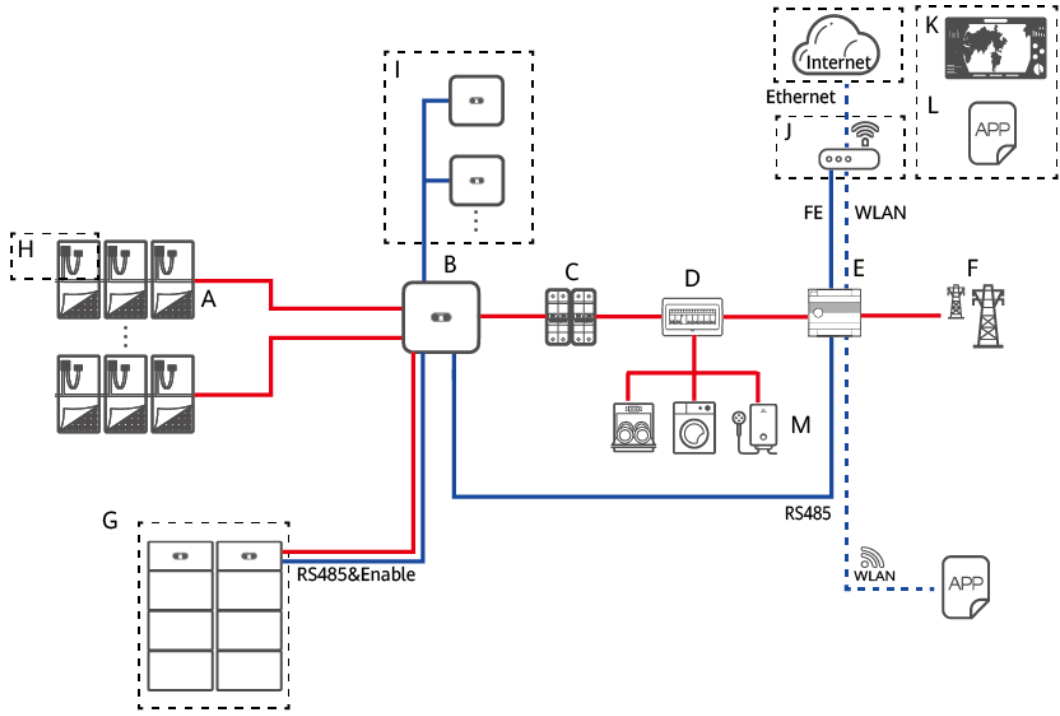 K
I
Internet
Ethernet
L
APP
J
FE
WLAN
H
A
B
C
D
E
F
M
RS485
G
RS485&Enable
WLAN
APP